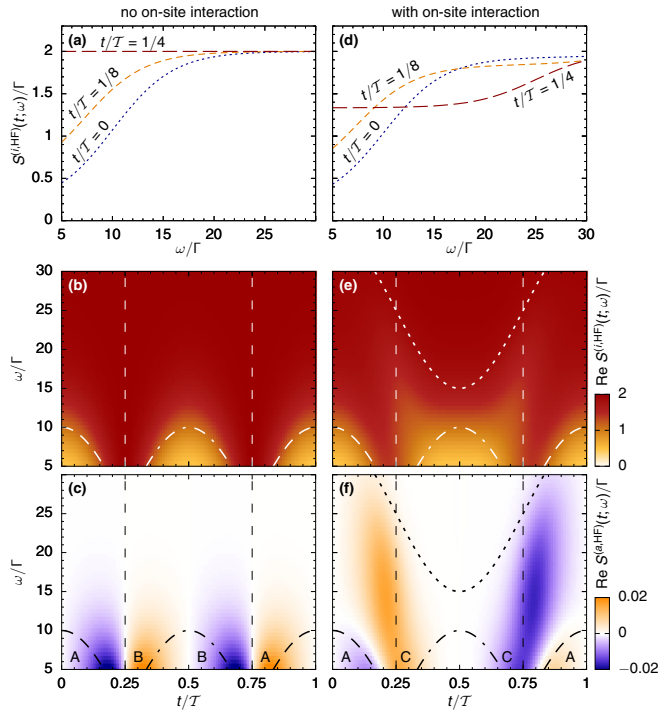 no on-site interaction
with on-site interaction
(a)
t/𝒯 = 1/4
t/𝒯 = 1/8
t/𝒯 = 0
S^(i,HF)(t;ω)/Γ
2
1.5
1
0.5
0
5 10 15 20 25
ω/Γ
(d)
t/𝒯 = 1/8
t/𝒯 = 1/4
t/𝒯 = 0
5 10 15 20 25 30
ω/Γ
(b)
ω/Γ
30
25
20
15
10
5
(e)
Re S^(i,HF)(t;ω)/Γ
2
1
0
(c)
ω/Γ
25
20
15
10
5
A B B A
0 0.25 0.5 0.75 1
t/𝒯
(f)
A C C A
0.25 0.5 0.75 1
t/𝒯
Re S^(a,HF)(t;ω)/Γ
0.02
0
−0.02